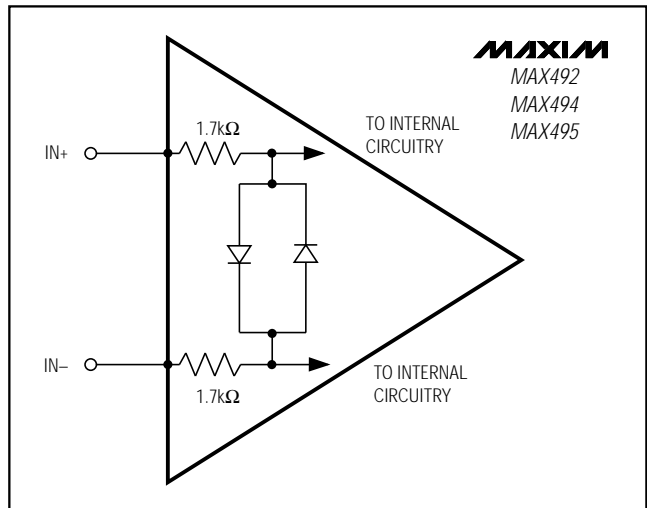 MAXIM
MAX492
MAX494
MAX495
1.7kΩ
TO INTERNAL
CIRCUITRY
IN+
IN–
1.7kΩ
TO INTERNAL
CIRCUITRY